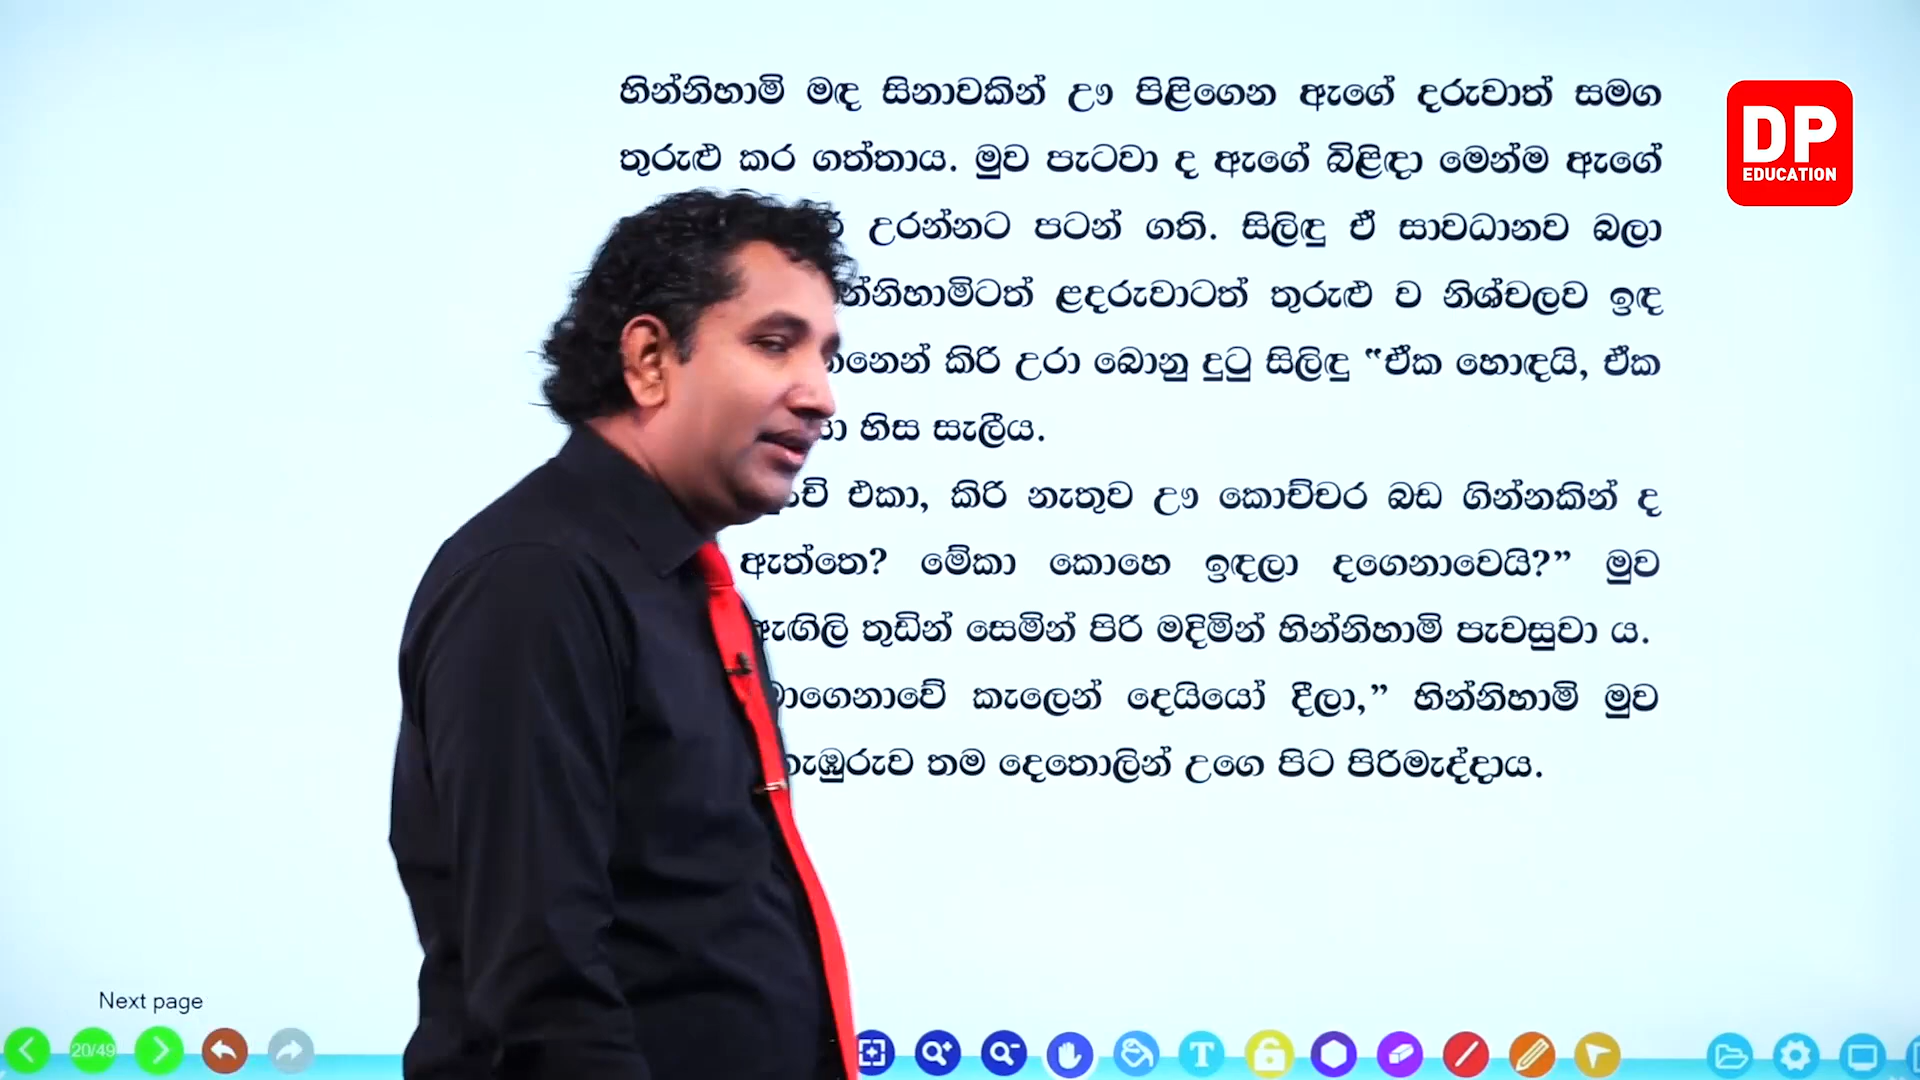 හින්නිහාමි මඳ සිනාවකින් ඌ පිළිගෙන ඇගේ දරුවාත් සමග
තුරුළු කර ගත්තාය. මුව පැටවා ද ඇගේ බිළිඳා මෙන්ම ඇගේ
උරන්නට පටන් ගති. සිලිඳු ඒ සාවධානව බලා
ළදරුවාටත් තුරුළු ව නිශ්චලව ඉඳ
කිරි උරා බොනු දුටු සිලිඳු “ඒක හොඳයි, ඒක
හිස සැලීය.
එකා, කිරි නැතුව ඌ කොච්චර බඩ ගින්නකින් ද
ඇත්තෙ? මේකා කොහෙ ඉඳලා දගෙනාවෙයි?” මුව
ඇඟිලි තුඩින් සෙමින් පිරි මදිමින් හින්නිහාමි පැවසුවා ය.
කැලෙන් දෙයියෝ දීලා,” හින්නිහාමි මුව
තම දෙතොලින් උගෙ පිට පිරිමැද්දාය.
DP
EDUCATION
Next page
20/49
T